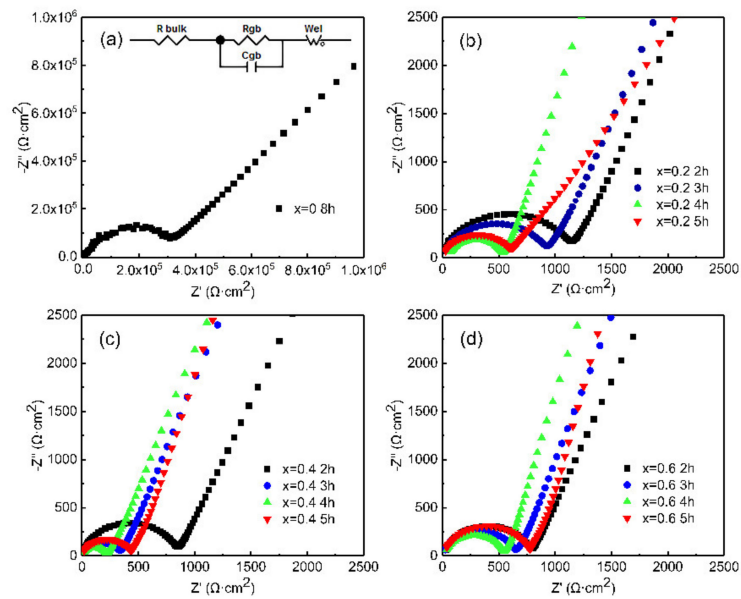 (a)
R bulk
Rgb
Wel
Cgb
1.0x10⁶
8.0x10⁵
6.0x10⁵
4.0x10⁵
2.0x10⁵
0.0
-Z'' (Ω·cm²)
x=0 8h
0.0 2.0x10⁵ 4.0x10⁵ 6.0x10⁵ 8.0x10⁵ 1.0x10⁶
Z' (Ω·cm²)
(b)
2500
2000
1500
1000
500
0
-Z'' (Ω·cm²)
x=0.2 2h
x=0.2 3h
x=0.2 4h
x=0.2 5h
0 500 1000 1500 2000 2500
Z' (Ω·cm²)
(c)
2500
2000
1500
1000
500
0
-Z'' (Ω·cm²)
x=0.4 2h
x=0.4 3h
x=0.4 4h
x=0.4 5h
0 500 1000 1500 2000 2500
Z' (Ω·cm²)
(d)
2500
2000
1500
1000
500
0
-Z'' (Ω·cm²)
x=0.6 2h
x=0.6 3h
x=0.6 4h
x=0.6 5h
0 500 1000 1500 2000 2500
Z' (Ω·cm²)